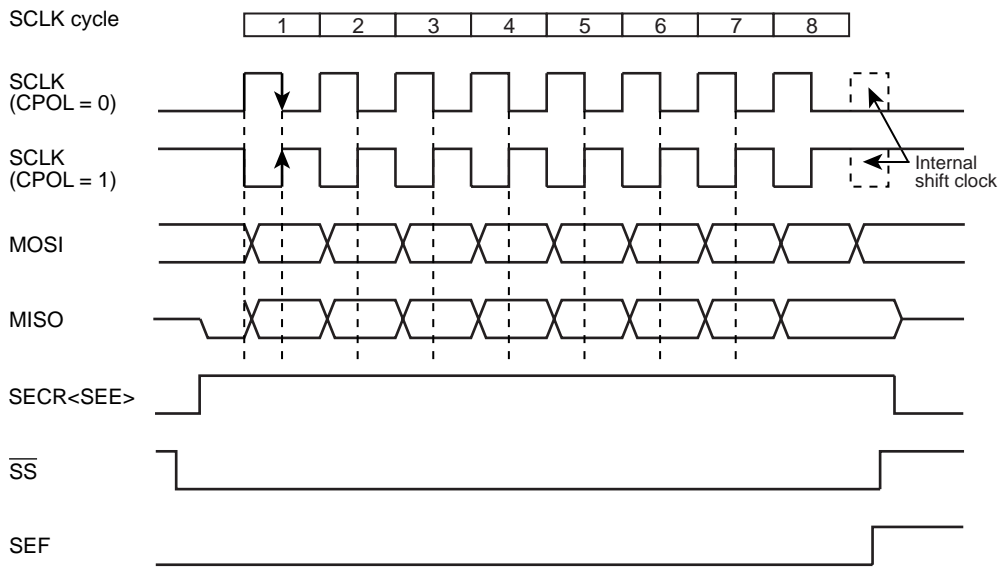 SCLK cycle
1 2 3 4 5 6 7 8
SCLK
(CPOL = 0)
SCLK
(CPOL = 1)
Internal
shift clock
MOSI
MISO
SECR<SEE>
SS
SEF